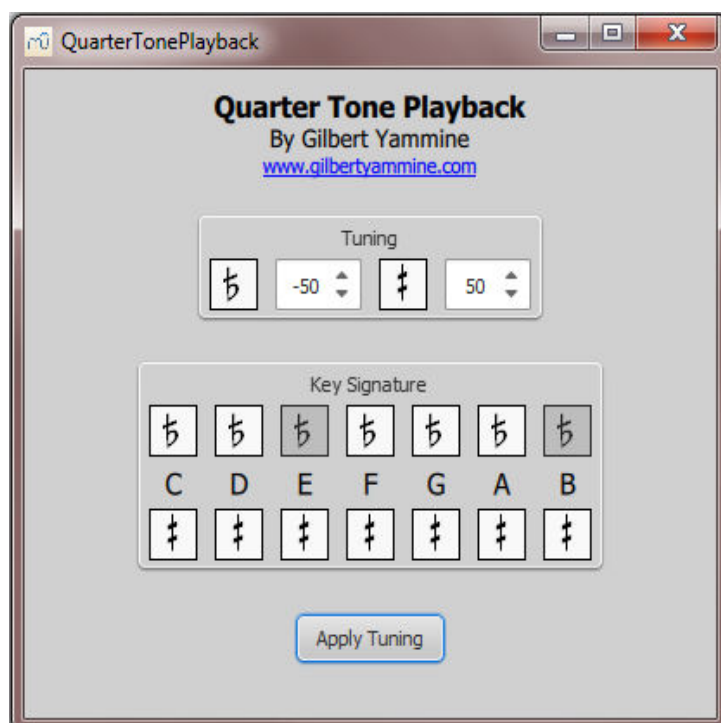 QuarterTonePlayback
Quarter Tone Playback
By Gilbert Yammine
www.gilbertyammine.com
Tuning
-50 50
Key Signature
C D E F G A B
Apply Tuning